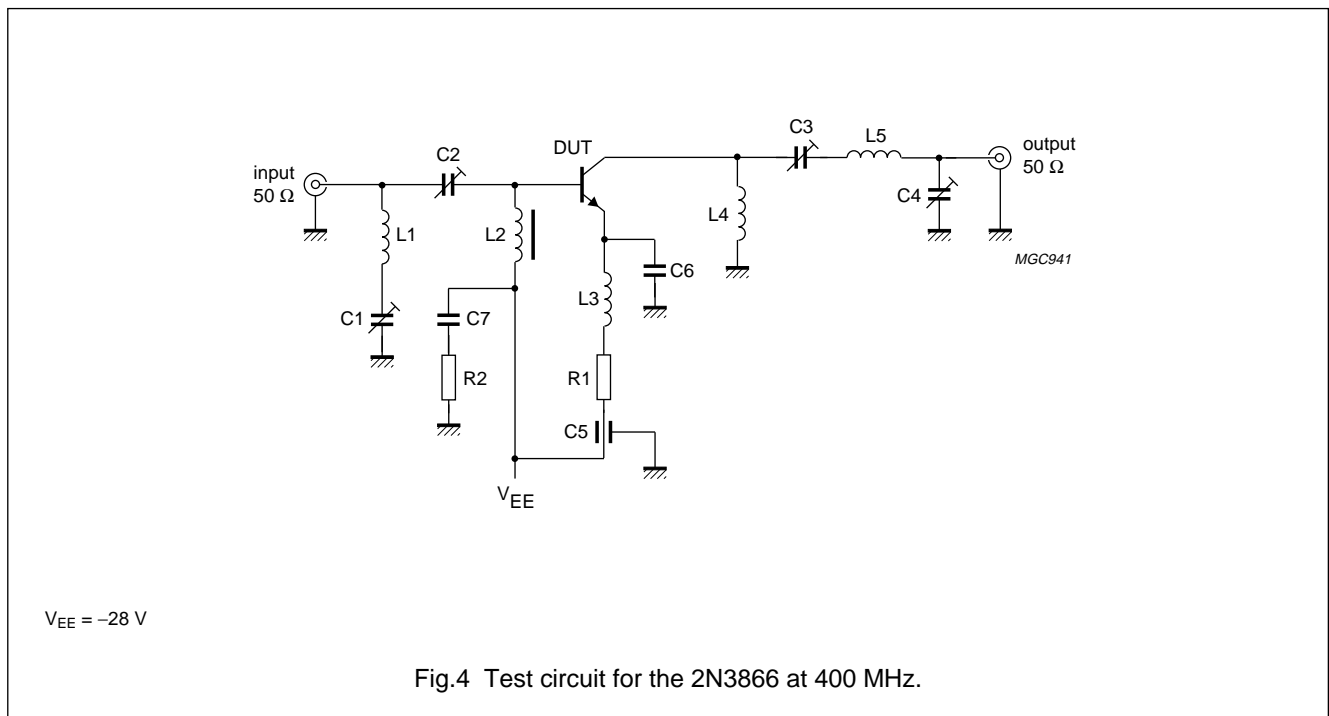 C3
L5
output
50 Ω
DUT
C2
input
50 Ω
C4
L4
L1
L2
MGC941
C6
L3
C1
C7
R2
R1
C5
VEE
VEE = −28 V
Fig.4 Test circuit for the 2N3866 at 400 MHz.